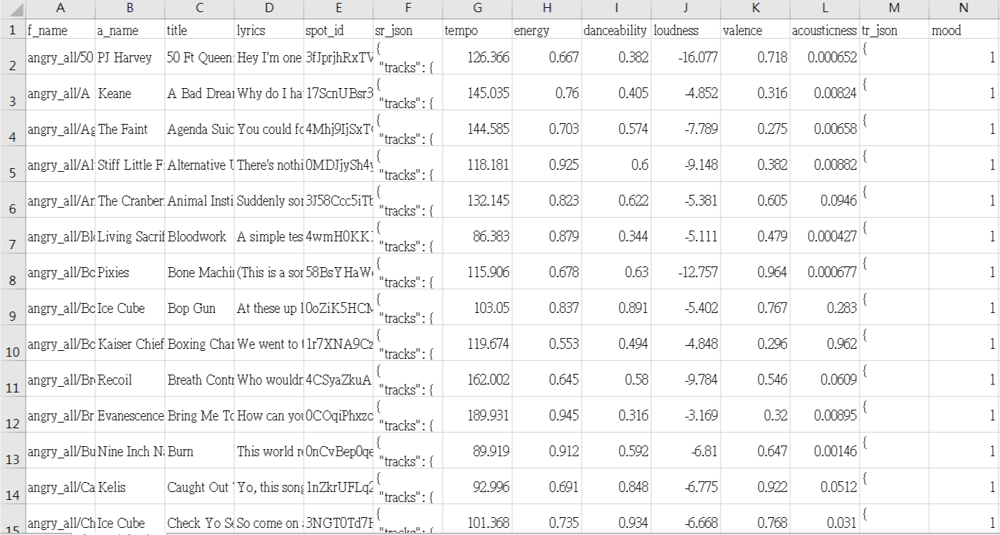 A B C D E F G H I J K L M N
1 f_name a_name title lyrics spot_id sr_json tempo energy danceability loudness valence acousticness tr_json mood
2 angry_all/50 PJ Harvey 50 Ft Queen Hey I'm one 3fJprjhRxTV { "tracks": { 126.366 0.667 0.382 -16.077 0.718 0.000652 { 1
3 angry_all/A Keane A Bad Drea Why do I ha 17ScnUBsr3 { "tracks": { 145.035 0.76 0.405 -4.852 0.316 0.00824 { 1
4 angry_all/Ag The Faint Agenda Suic You could fo 4Mhj9IjSxT { "tracks": { 144.585 0.703 0.574 -7.789 0.275 0.00658 { 1
5 angry_all/Al Stiff Little F Alternative U There's nothi 0MDJjySh4y { "tracks": { 118.181 0.925 0.6 -9.148 0.382 0.00882 { 1
6 angry_all/An The Cranber Animal Insti Suddenly so 3J58Ccc5iTb { "tracks": { 132.145 0.823 0.622 -5.381 0.605 0.0946 { 1
7 angry_all/Blo Living Sacrif Bloodwork A simple tes 4wmH0KK { "tracks": { 86.383 0.879 0.344 -5.111 0.479 0.000427 { 1
8 angry_all/Bo Pixies Bone Machi (This is a so 58BsYHaW { "tracks": { 115.906 0.678 0.63 -12.757 0.964 0.000677 { 1
9 angry_all/Bo Ice Cube Bop Gun At these up 0oZiK5HCM { "tracks": { 103.05 0.837 0.891 -5.402 0.767 0.283 { 1
10 angry_all/Bo Kaiser Chief Boxing Cha We went to t 1r7XNA9Cz { "tracks": { 119.674 0.553 0.494 -4.848 0.296 0.962 { 1
11 angry_all/Br Recoil Breath Cont Who wouldn 4CSyaZkuA { "tracks": { 162.002 0.645 0.58 -9.784 0.546 0.0609 { 1
12 angry_all/Br Evanescence Bring Me To How can you 0COqiPhxzc { "tracks": { 189.931 0.945 0.316 -3.169 0.32 0.00895 { 1
13 angry_all/Bu Nine Inch N Burn This world r 0nCvBep0qe { "tracks": { 89.919 0.912 0.592 -6.81 0.647 0.00146 { 1
14 angry_all/Ca Kelis Caught Out Yo, this song 1nZkrUFLq2 { "tracks": { 92.996 0.691 0.848 -6.775 0.922 0.0512 { 1
15 angry_all/Ch Ice Cube Check Yo Se So come on 3NGT0Td7F { "tracks": { 101.368 0.735 0.934 -6.668 0.768 0.031 { 1